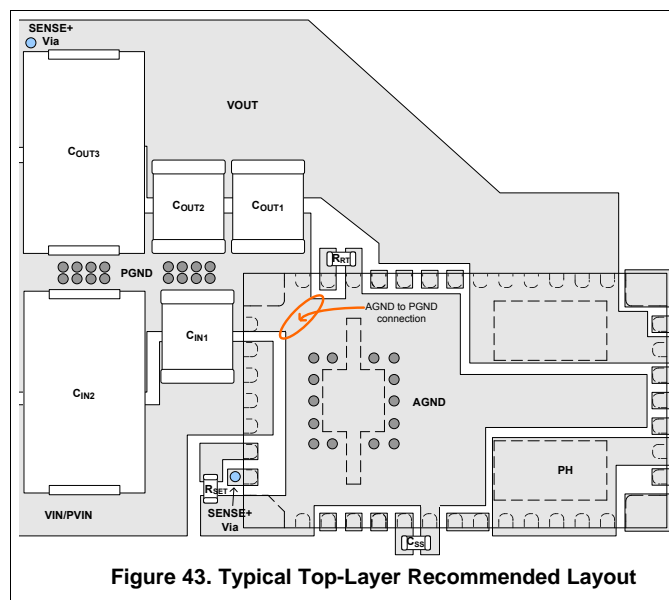 SENSE+
Via
VOUT
COUT3
COUT2
COUT1
RRT
PGND
AGND to PGND
connection
CIN1
CIN2
AGND
PH
RSET
SENSE+
Via
VIN/PVIN
CSS
Figure 43. Typical Top-Layer Recommended Layout